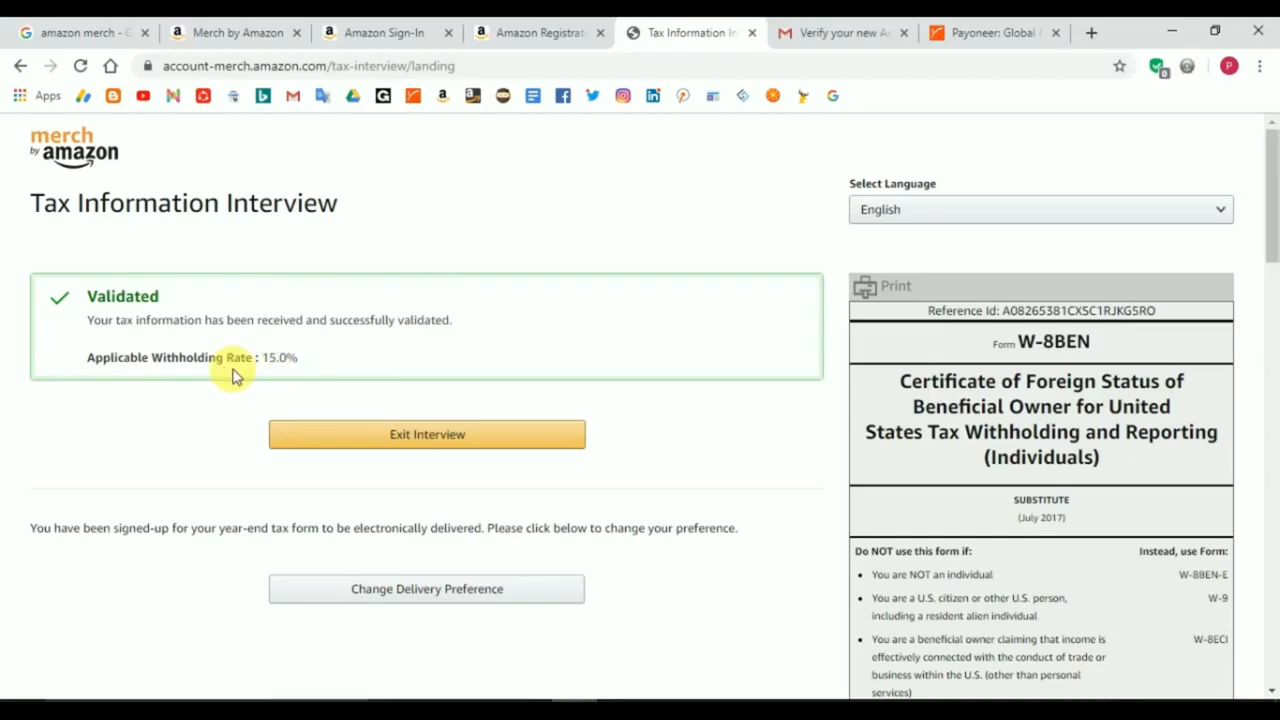 amazon merch - G
Merch by Amazon
Amazon Sign-In
Amazon Registrat
Tax Information In
Verify your new A
Payoneer: Global
account-merch.amazon.com/tax-interview/landing
P
Apps
0
merch
by amazon
Tax Information Interview
Select Language
English
Validated
Your tax information has been received and successfully validated.
Applicable Withholding Rate : 15.0%
Exit Interview
You have been signed-up for your year-end tax form to be electronically delivered. Please click below to change your preference.
Change Delivery Preference
Print
Reference Id: A08265381CXSC1RJKG5RO
Form W-8BEN
Certificate of Foreign Status of
Beneficial Owner for United
States Tax Withholding and Reporting
(Individuals)
SUBSTITUTE
(July 2017)
Do NOT use this form if: Instead, use Form:
• You are NOT an individual W-8BEN-E
• You are a U.S. citizen or other U.S. person, W-9
including a resident alien individual
• You are a beneficial owner claiming that income is W-8ECI
effectively connected with the conduct of trade or
business within the U.S. (other than personal
services)